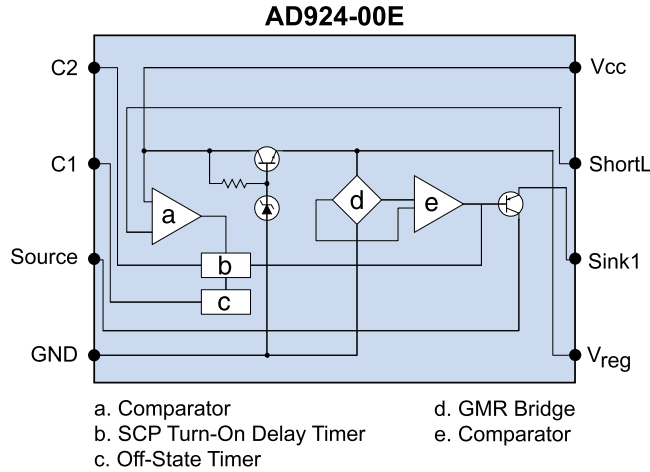 AD924-00E
C2
Vcc
C1
ShortL
Source
Sink1
GND
Vreg
a
b
c
d
e
a. Comparator
b. SCP Turn-On Delay Timer
c. Off-State Timer
d. GMR Bridge
e. Comparator